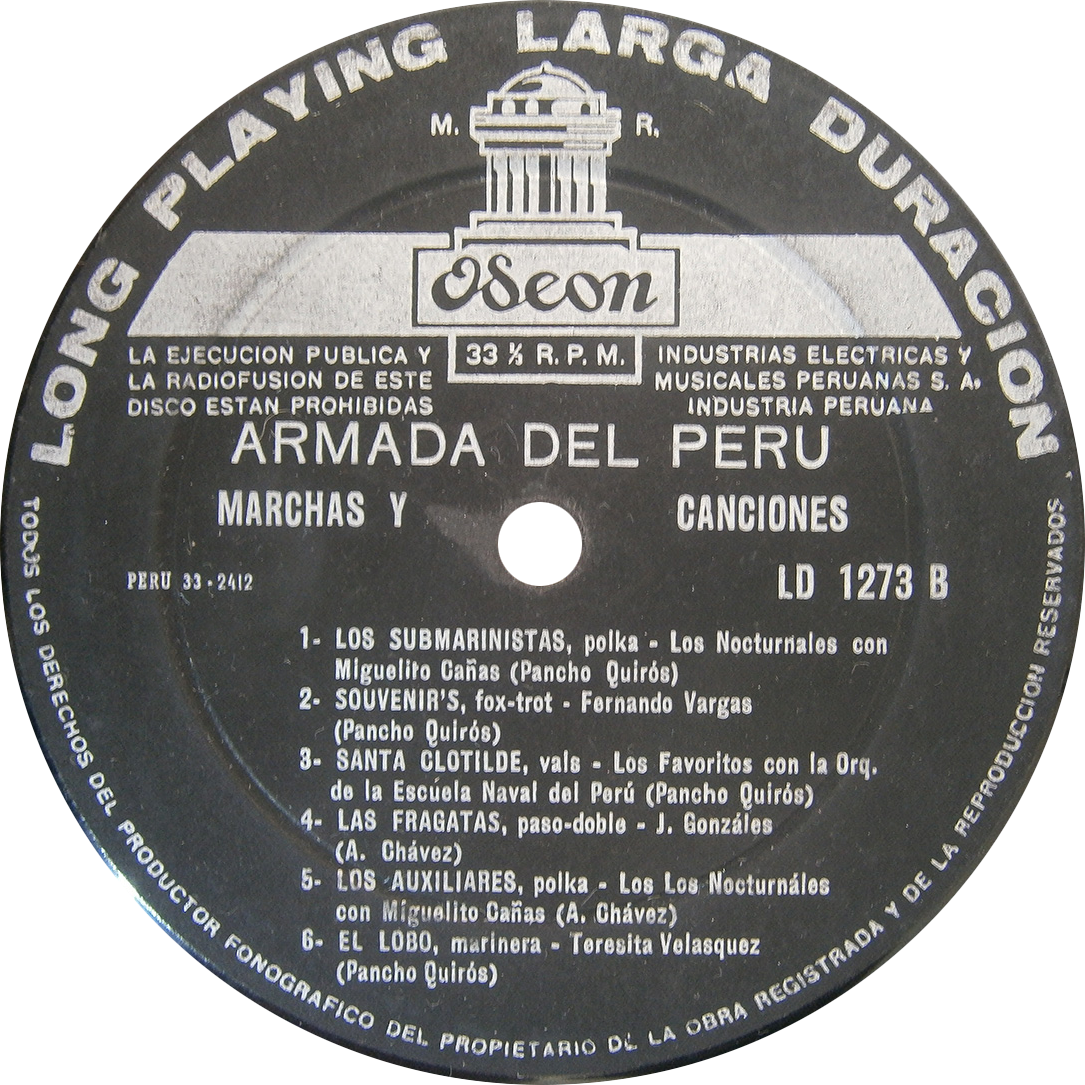 LONG PLAYING LARGA DURACION
M. R.
Odeon
33 ⅓ R. P. M.
LA EJECUCION PUBLICA Y
LA RADIOFUSION DE ESTE
DISCO ESTAN PROHIBIDAS
INDUSTRIAS ELECTRICAS Y
MUSICALES PERUANAS S. A.
INDUSTRIA PERUANA
ARMADA DEL PERU
MARCHAS Y CANCIONES
PERU 33-2412
LD 1273 B
1- LOS SUBMARINISTAS, polka - Los Nocturnales con
Miguelito Cañas (Pancho Quirós)
2- SOUVENIR'S, fox-trot - Fernando Vargas
(Pancho Quirós)
3- SANTA CLOTILDE, vals - Los Favoritos con la Orq.
de la Escuela Naval del Perú (Pancho Quirós)
4- LAS FRAGATAS, paso-doble - J. Gonzáles
(A. Chávez)
5- LOS AUXILIARES, polka - Los Los Nocturnáles
con Miguelito Cañas (A. Chávez)
6- EL LOBO, marinera - Teresita Velasquez
(Pancho Quirós)
TODOS LOS DERECHOS DEL PRODUCTOR FONOGRAFICO DEL PROPIETARIO DE LA OBRA REGISTRADA Y DE LA REPRODUCCION RESERVADOS